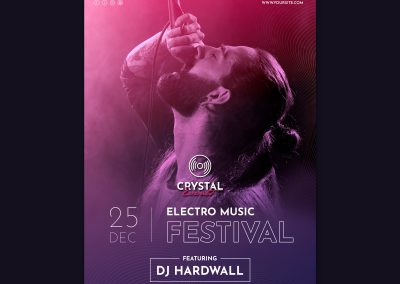 WWW.YOURSITE.COM
CRYSTAL
25
DEC
ELECTRO MUSIC
FESTIVAL
FEATURING
DJ HARDWALL